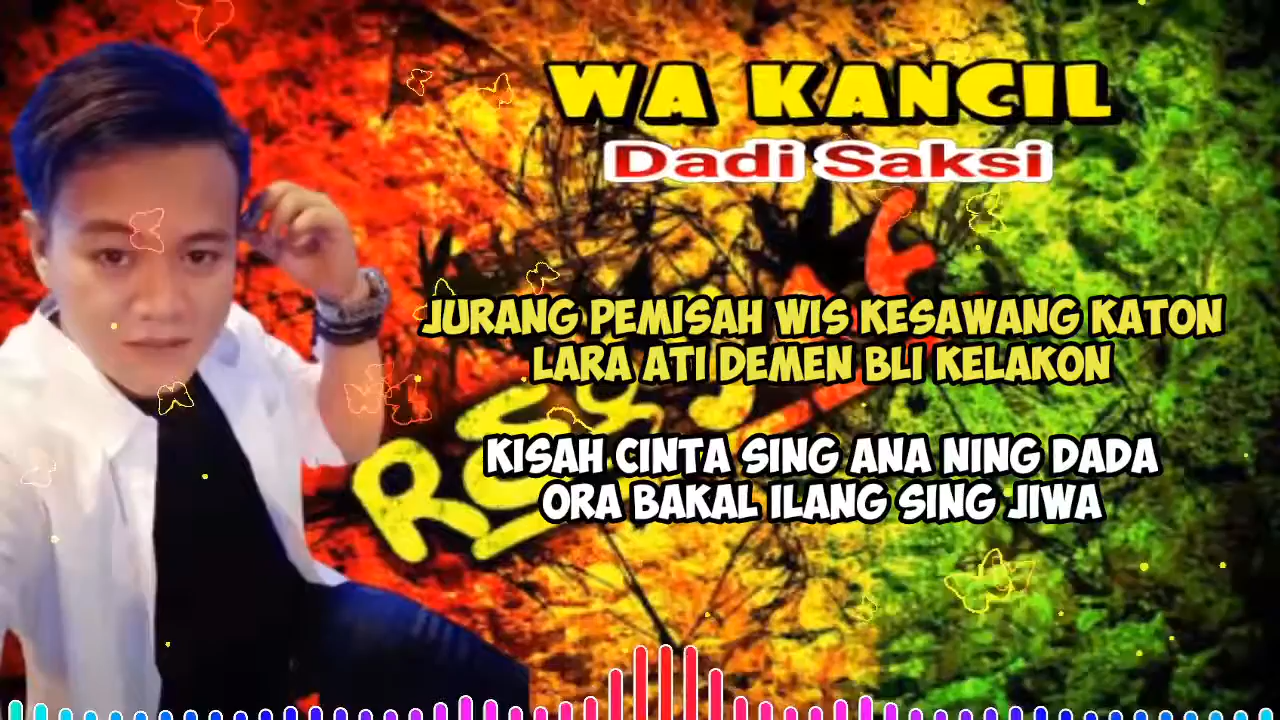 WA KANCIL
Dadi Saksi
JURANG PEMISAH WIS KESAWANG KATON
LARA ATI DEMEN BLI KELAKON
KISAH CINTA SING ANA NING DADA
ORA BAKAL ILANG SING JIWA